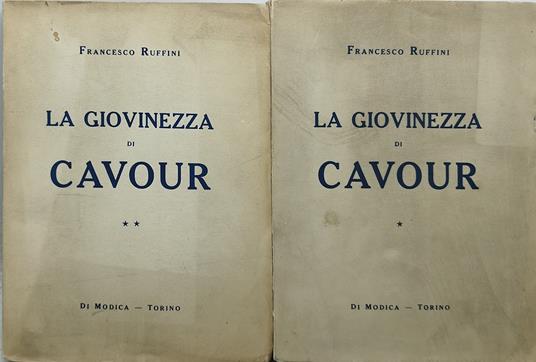 FRANCESCO RUFFINI
LA GIOVINEZZA
DI
CAVOUR
**
DI MODICA — TORINO
FRANCESCO RUFFINI
LA GIOVINEZZA
DI
CAVOUR
*
DI MODICA — TORINO